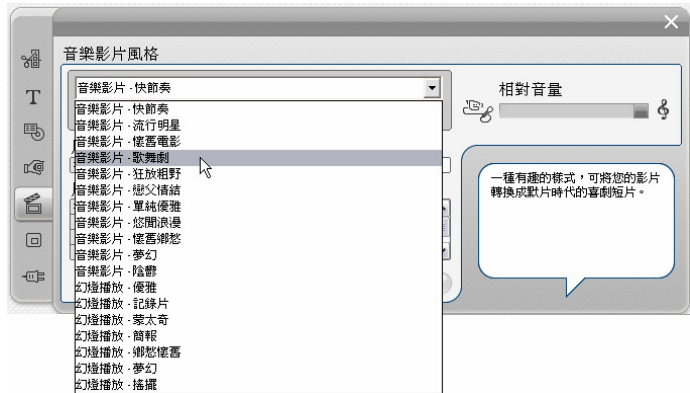 音樂影片風格
音樂影片 - 快節奏
音樂影片 - 快節奏
音樂影片 - 流行明星
音樂影片 - 懷舊電影
音樂影片 - 歌舞劇
音樂影片 - 狂放粗野
音樂影片 - 戀父情結
音樂影片 - 單純優雅
音樂影片 - 悠閒浪漫
音樂影片 - 懷舊鄉愁
音樂影片 - 夢幻
音樂影片 - 陰鬱
幻燈播放 - 優雅
幻燈播放 - 記錄片
幻燈播放 - 蒙太奇
幻燈播放 - 簡報
幻燈播放 - 鄉愁懷舊
幻燈播放 - 夢幻
幻燈播放 - 搖擺
相對音量
一種有趣的樣式，可將您的影片
轉換成默片時代的喜劇短片。
T